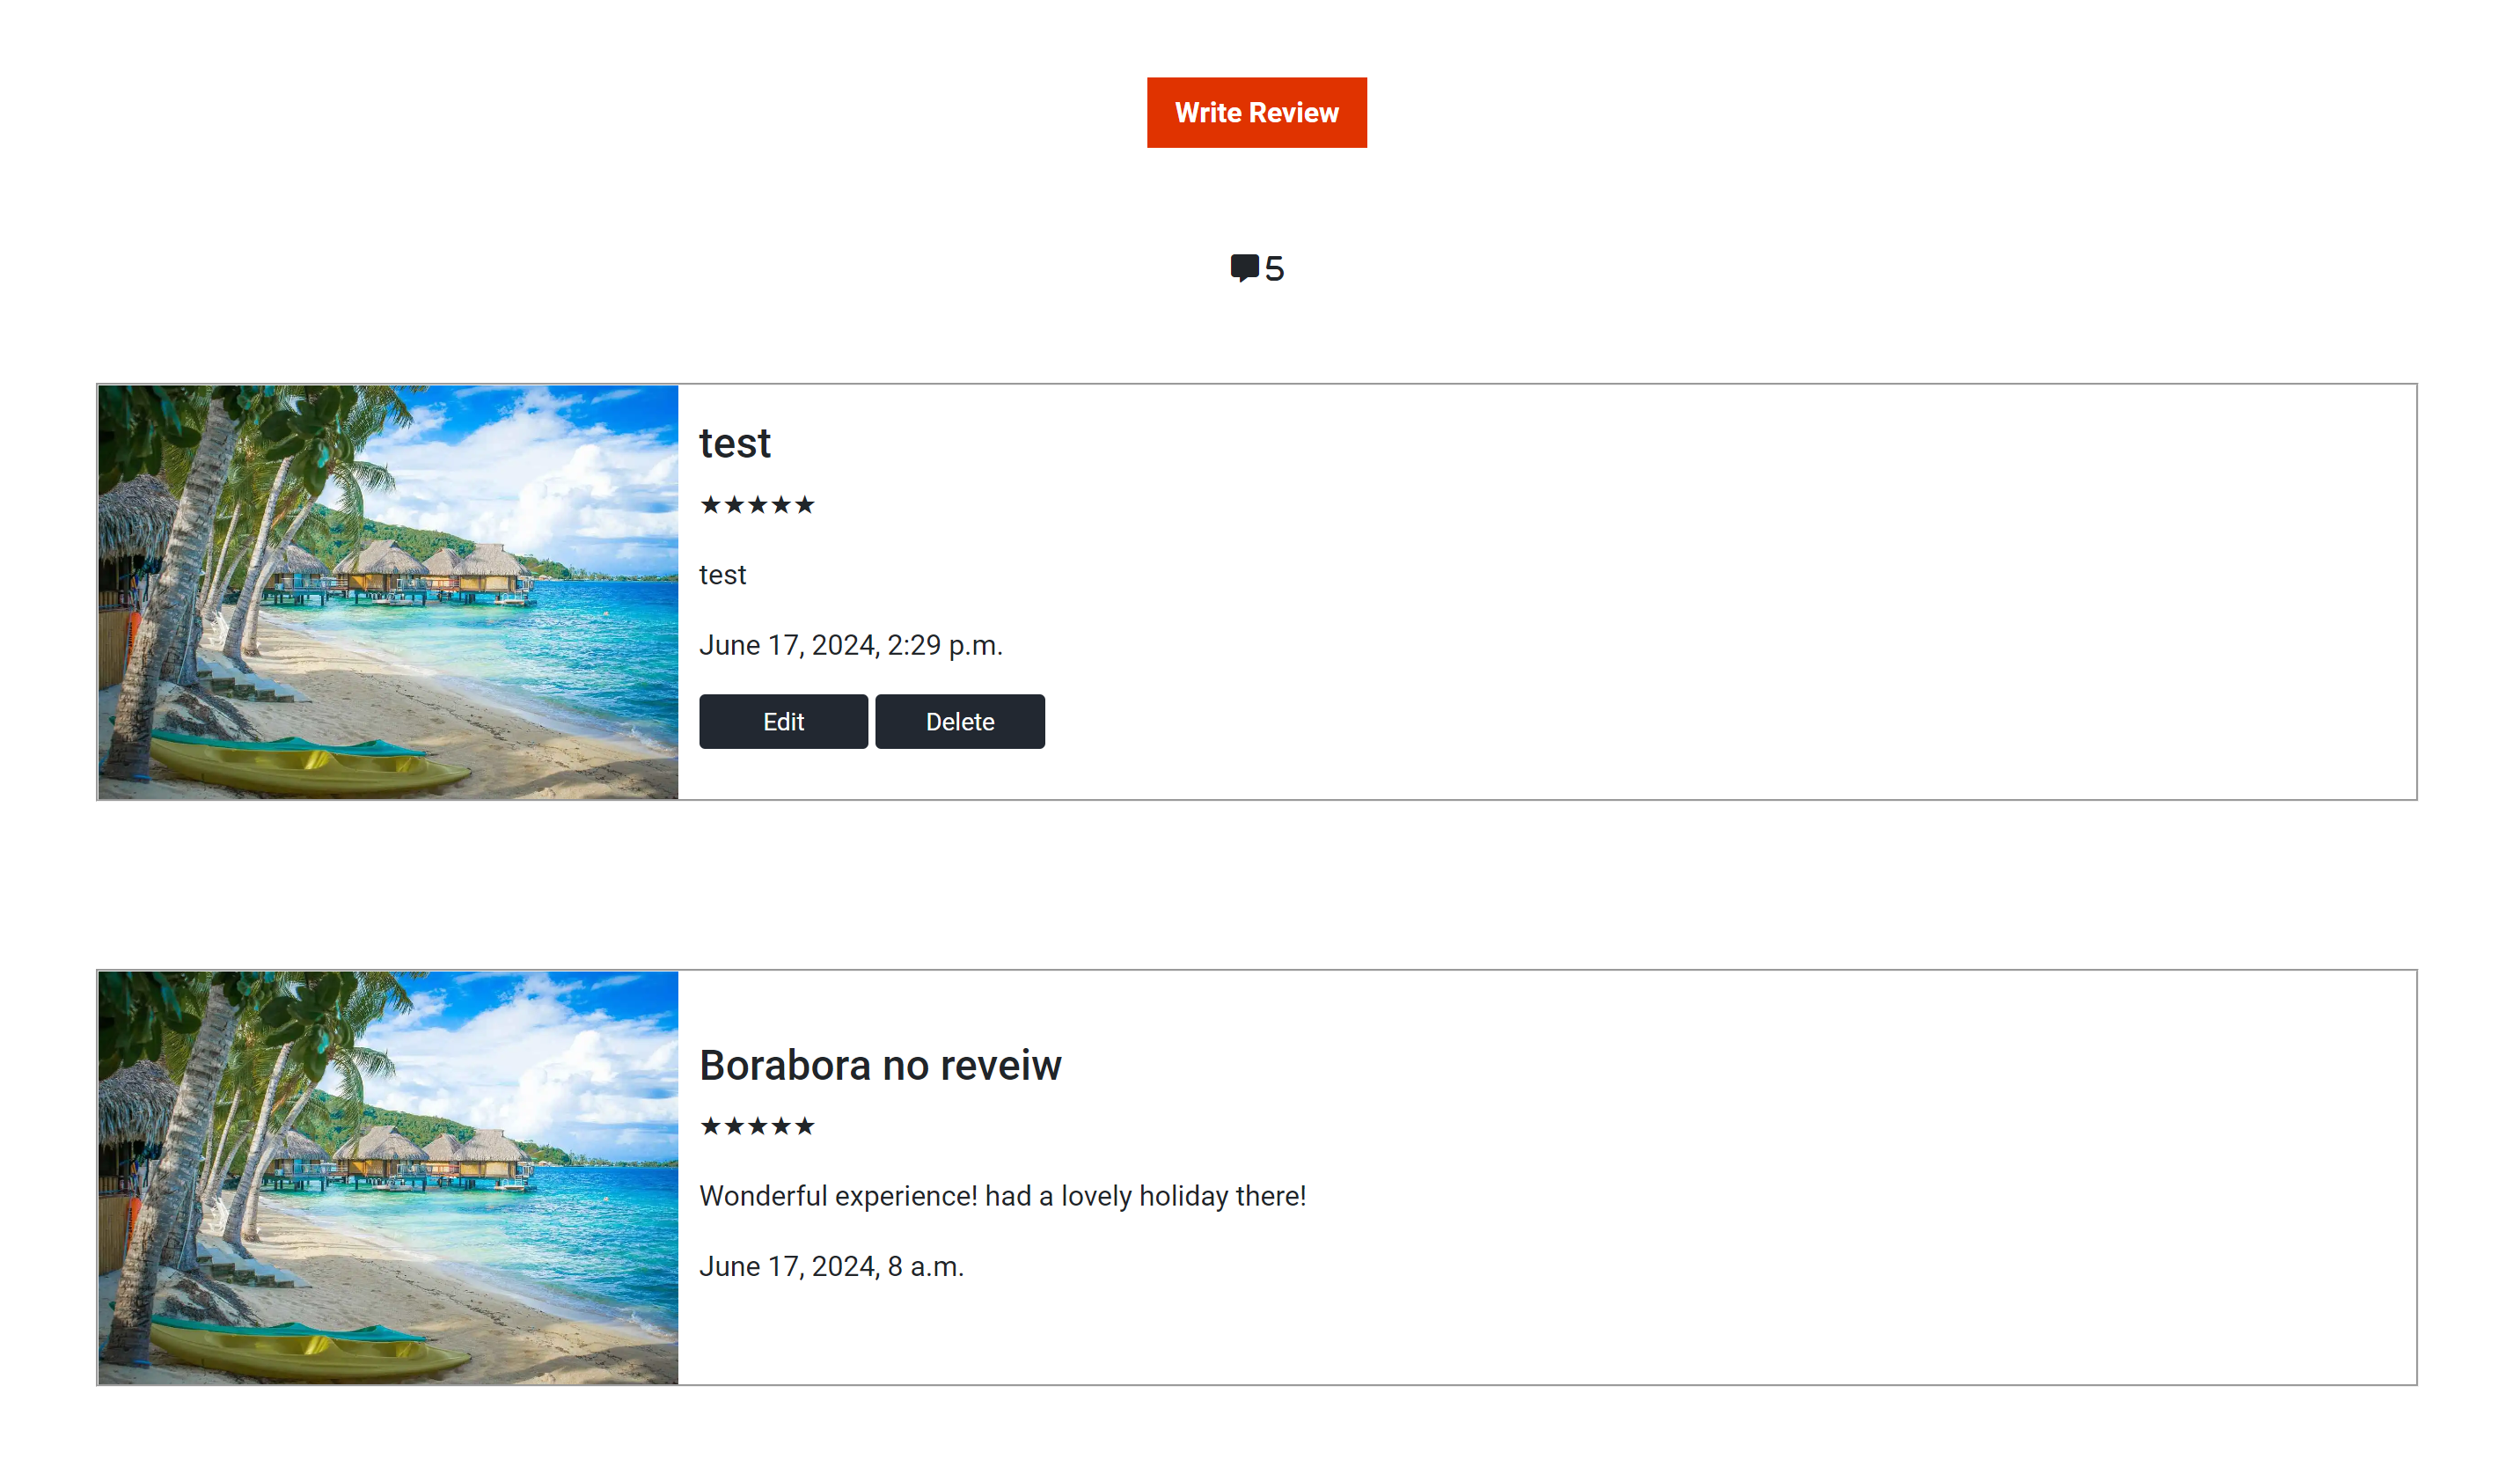 Write Review
5
test
★★★★★
test
June 17, 2024, 2:29 p.m.
Edit Delete
Borabora no reveiw
★★★★★
Wonderful experience! had a lovely holiday there!
June 17, 2024, 8 a.m.